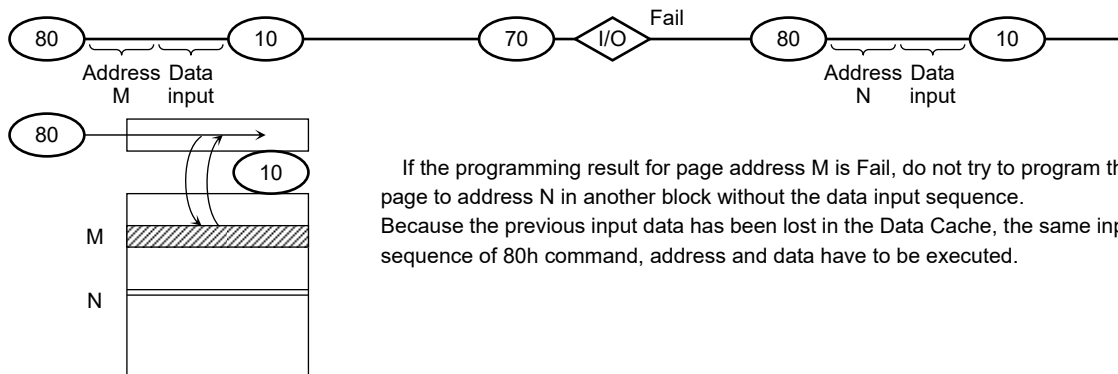 Fail
80 10 70 I/O 80 10
Address Data Address Data
M input N input
80
10
If the programming result for page address M is Fail, do not try to program
page to address N in another block without the data input sequence.
M
Because the previous input data has been lost in the Data Cache, the same
sequence of 80h command, address and data have to be executed.
N